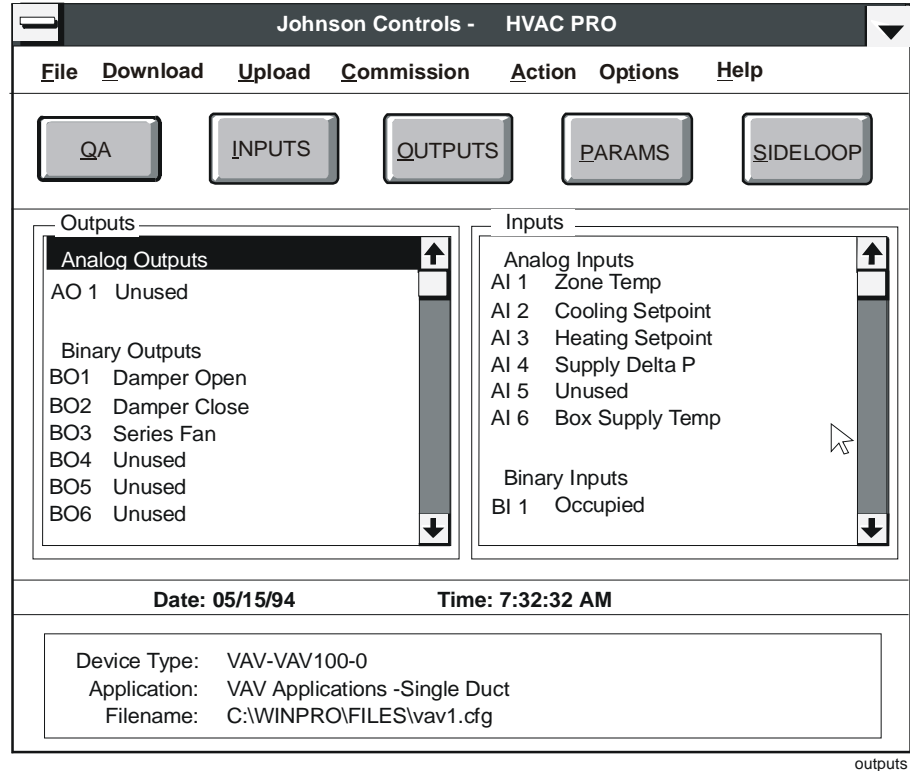 Johnson Controls - HVAC PRO
File Download Upload Commission Action Options Help
QA INPUTS OUTPUTS PARAMS SIDELOOP
Outputs
Analog Outputs
AO 1 Unused
Binary Outputs
BO1 Damper Open
BO2 Damper Close
BO3 Series Fan
BO4 Unused
BO5 Unused
BO6 Unused
Inputs
Analog Inputs
AI 1 Zone Temp
AI 2 Cooling Setpoint
AI 3 Heating Setpoint
AI 4 Supply Delta P
AI 5 Unused
AI 6 Box Supply Temp
Binary Inputs
BI 1 Occupied
Date: 05/15/94 Time: 7:32:32 AM
Device Type: VAV-VAV100-0
Application: VAV Applications -Single Duct
Filename: C:\WINPRO\FILES\vav1.cfg
outputs